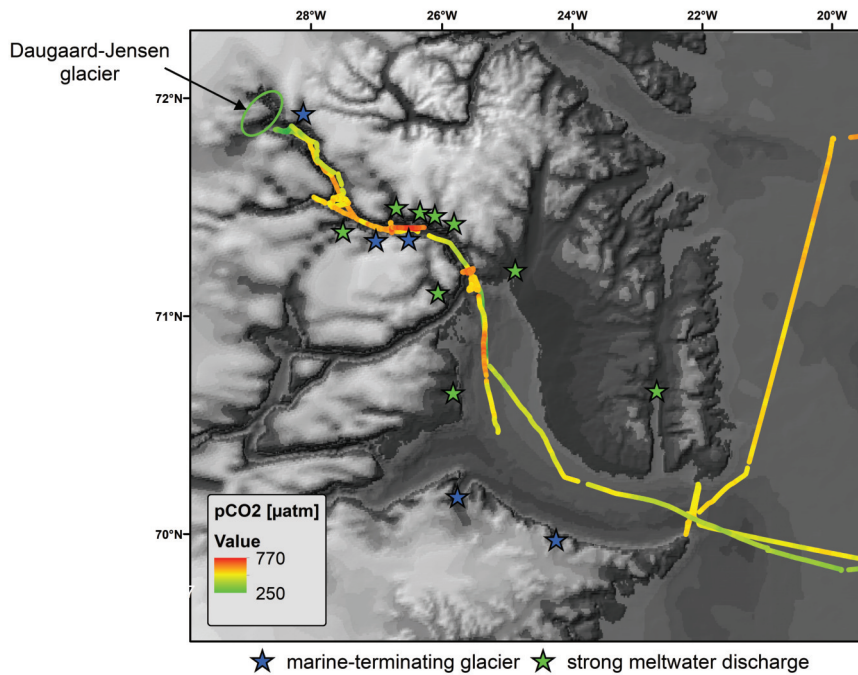 28°W 26°W 24°W 22°W 20°W
Daugaard-Jensen
glacier
72°N
71°N
70°N
pCO2 [µatm]
Value
770
250
7
marine-terminating glacier strong meltwater discharge